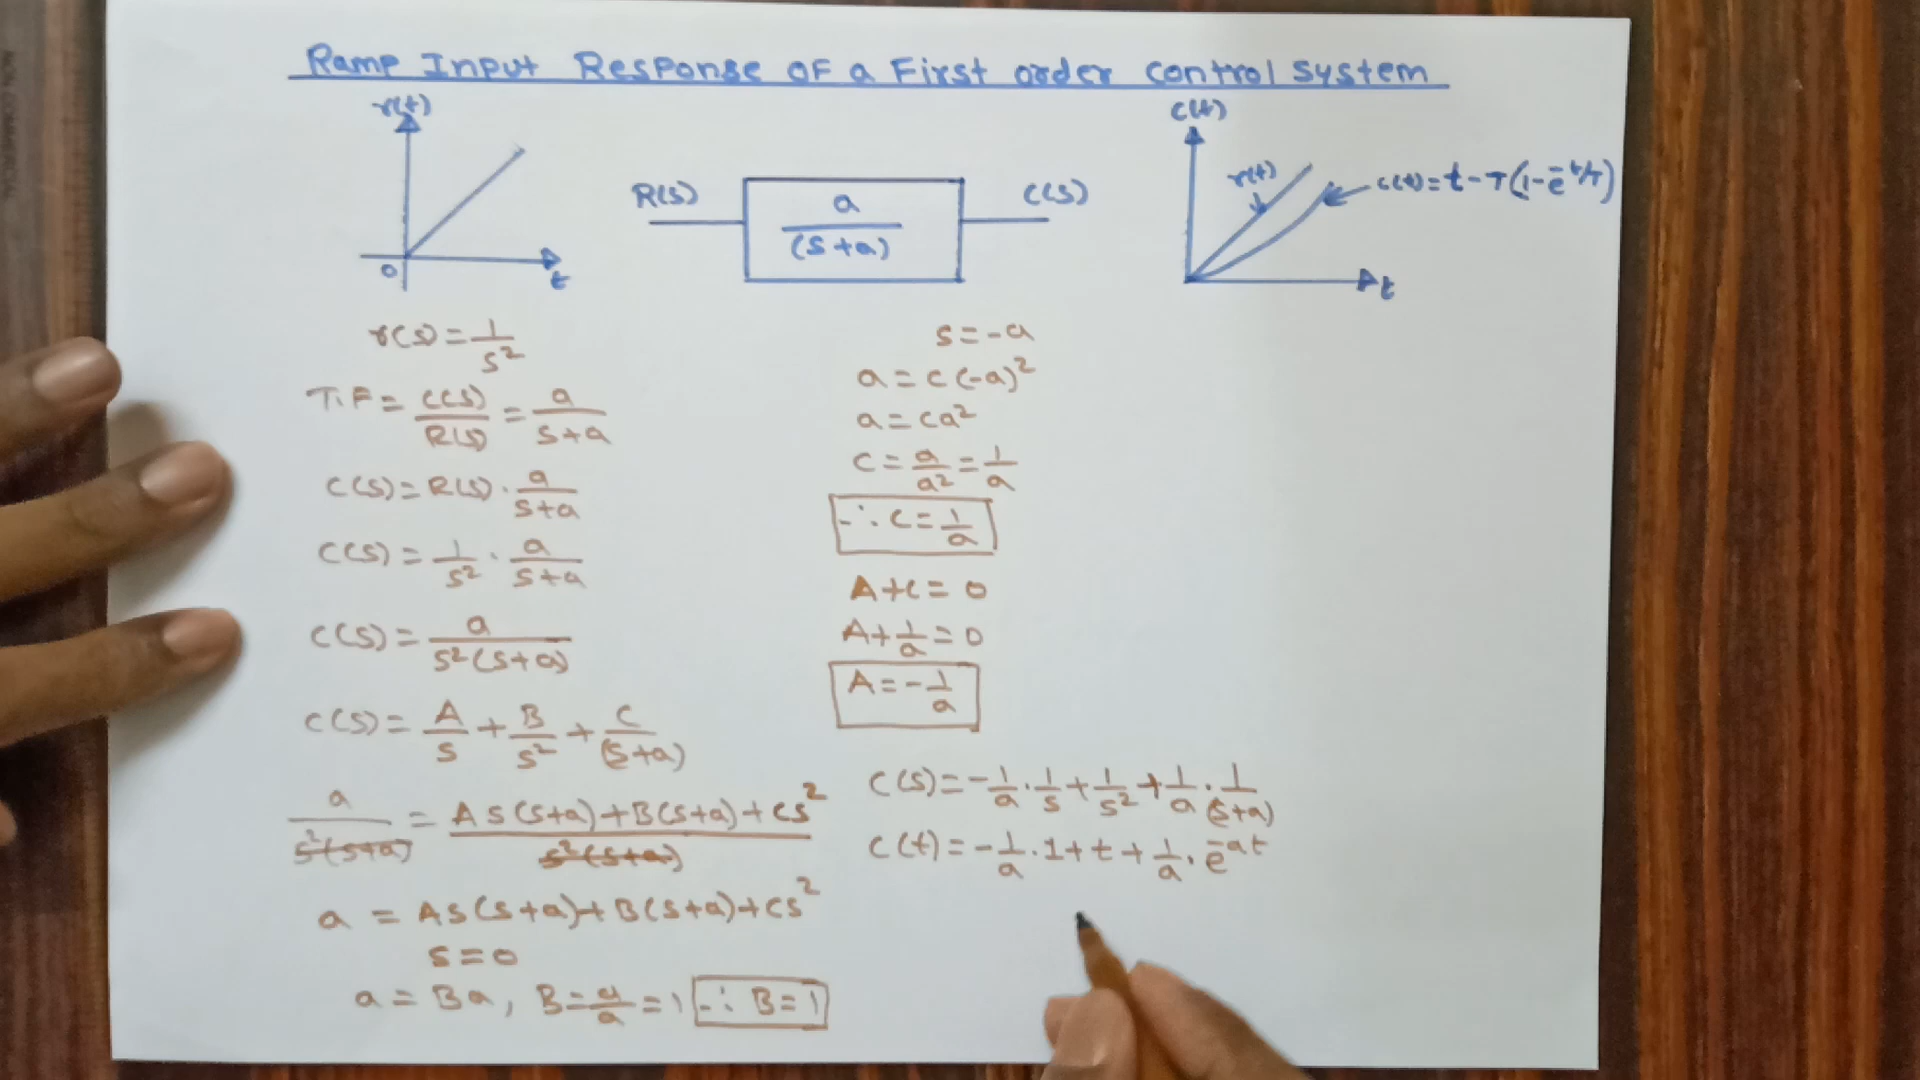 Ramp Input Response of a First order control system
r(t)
0
t
R(s)
a
(s+a)
C(s)
c(t)
r(t)
c(t)=t-T(1-e^-t/T)
t
r(s)=1/s²
T.F=C(s)/R(s)=a/s+a
C(s)=R(s)·a/s+a
C(s)=1/s²·a/s+a
C(s)=a/s²(s+a)
C(s)=A/s+B/s²+C/(s+a)
a/s²(s+a)=As(s+a)+B(s+a)+Cs²/s²(s+a)
a=As(s+a)+B(s+a)+Cs²
s=0
a=Ba, B=a/a=1 ∴B=1
s=-a
a=C(-a)²
a=Ca²
C=a/a²=1/a
∴C=1/a
A+C=0
A+1/a=0
A=-1/a
C(s)=-1/a·1/s+1/s²+1/a·1/(s+a)
c(t)=-1/a·1+t+1/a·e^-at